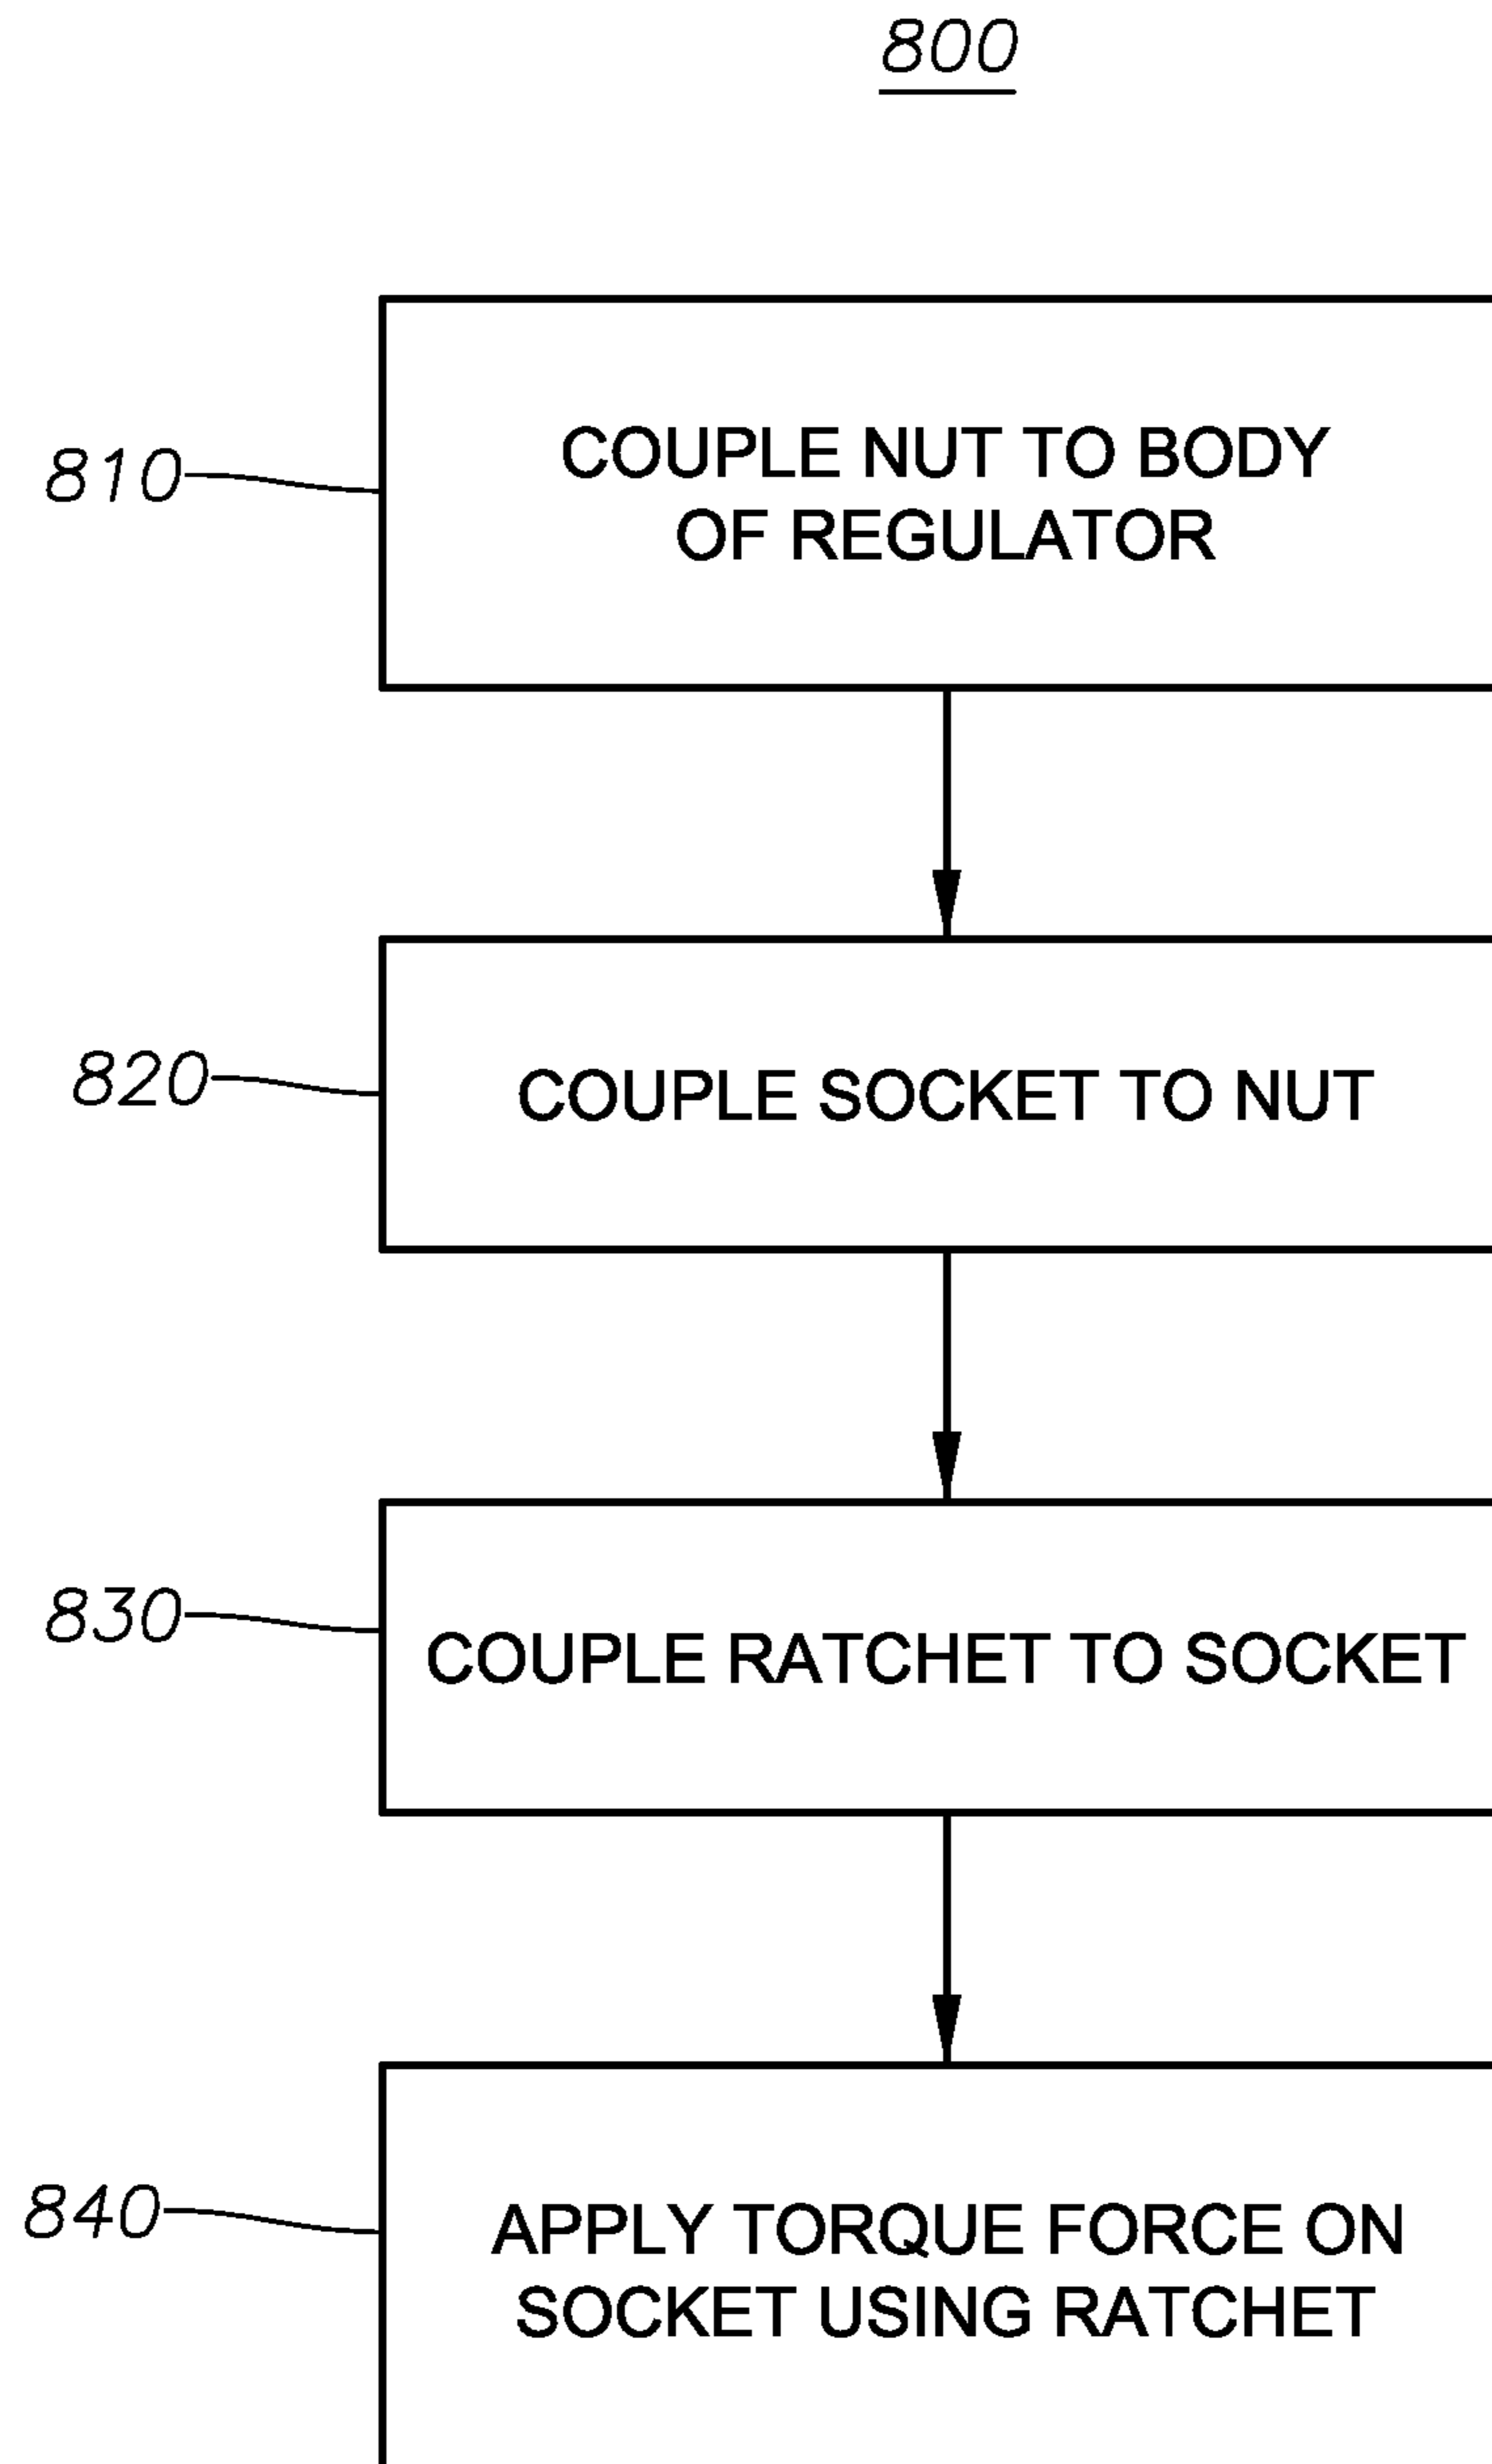 800
810
COUPLE NUT TO BODY
OF REGULATOR
820
COUPLE SOCKET TO NUT
830
COUPLE RATCHET TO SOCKET
840
APPLY TORQUE FORCE ON
SOCKET USING RATCHET